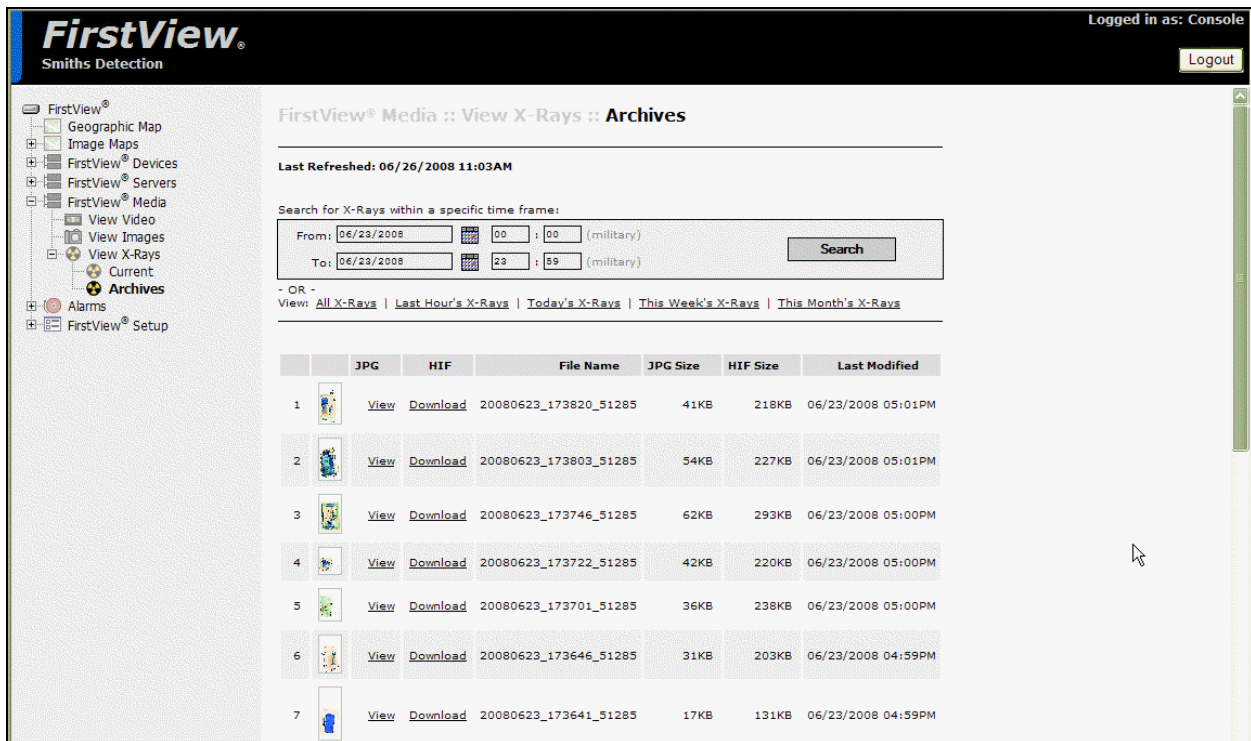 FirstView®
Smiths Detection
Logged in as: Console
Logout
FirstView®
Geographic Map
Image Maps
FirstView® Devices
FirstView® Servers
FirstView® Media
View Video
View Images
View X-Rays
Current
Archives
Alarms
FirstView® Setup
FirstView® Media :: View X-Rays :: Archives
Last Refreshed: 06/26/2008 11:03AM
Search for X-Rays within a specific time frame:
From: 06/23/2008 00 : 00 (military)
To: 06/23/2008 23 : 59 (military)
Search
- OR -
View: All X-Rays | Last Hour's X-Rays | Today's X-Rays | This Week's X-Rays | This Month's X-Rays
JPG HIF File Name JPG Size HIF Size Last Modified
1 View Download 20080623_173820_51285 41KB 218KB 06/23/2008 05:01PM
2 View Download 20080623_173803_51285 54KB 227KB 06/23/2008 05:01PM
3 View Download 20080623_173746_51285 62KB 293KB 06/23/2008 05:00PM
4 View Download 20080623_173722_51285 42KB 220KB 06/23/2008 05:00PM
5 View Download 20080623_173701_51285 36KB 238KB 06/23/2008 05:00PM
6 View Download 20080623_173646_51285 31KB 203KB 06/23/2008 04:59PM
7 View Download 20080623_173641_51285 17KB 131KB 06/23/2008 04:59PM